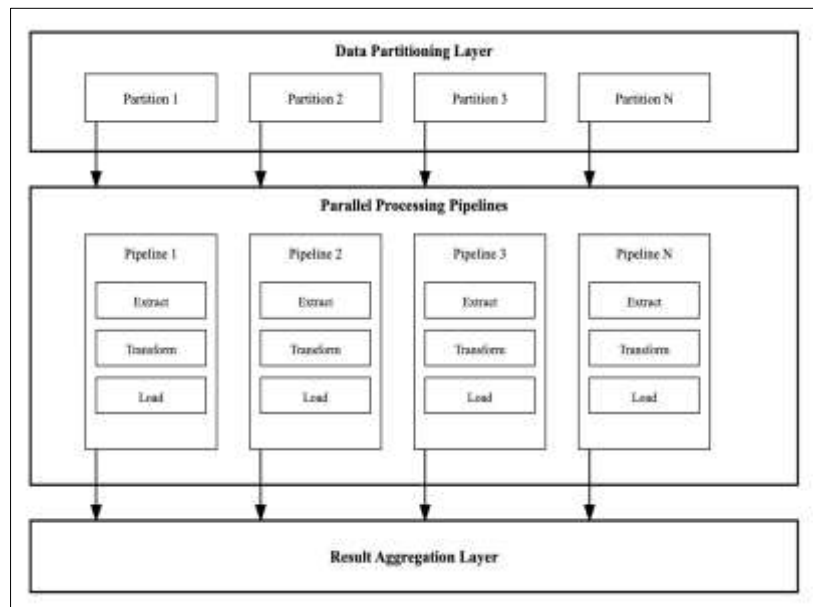 Data Partitioning Layer
Partition 1
Partition 2
Partition 3
Partition N
Parallel Processing Pipelines
Pipeline 1
Pipeline 2
Pipeline 3
Pipeline N
Extract
Extract
Extract
Extract
Transform
Transform
Transform
Transform
Load
Load
Load
Load
Result Aggregation Layer